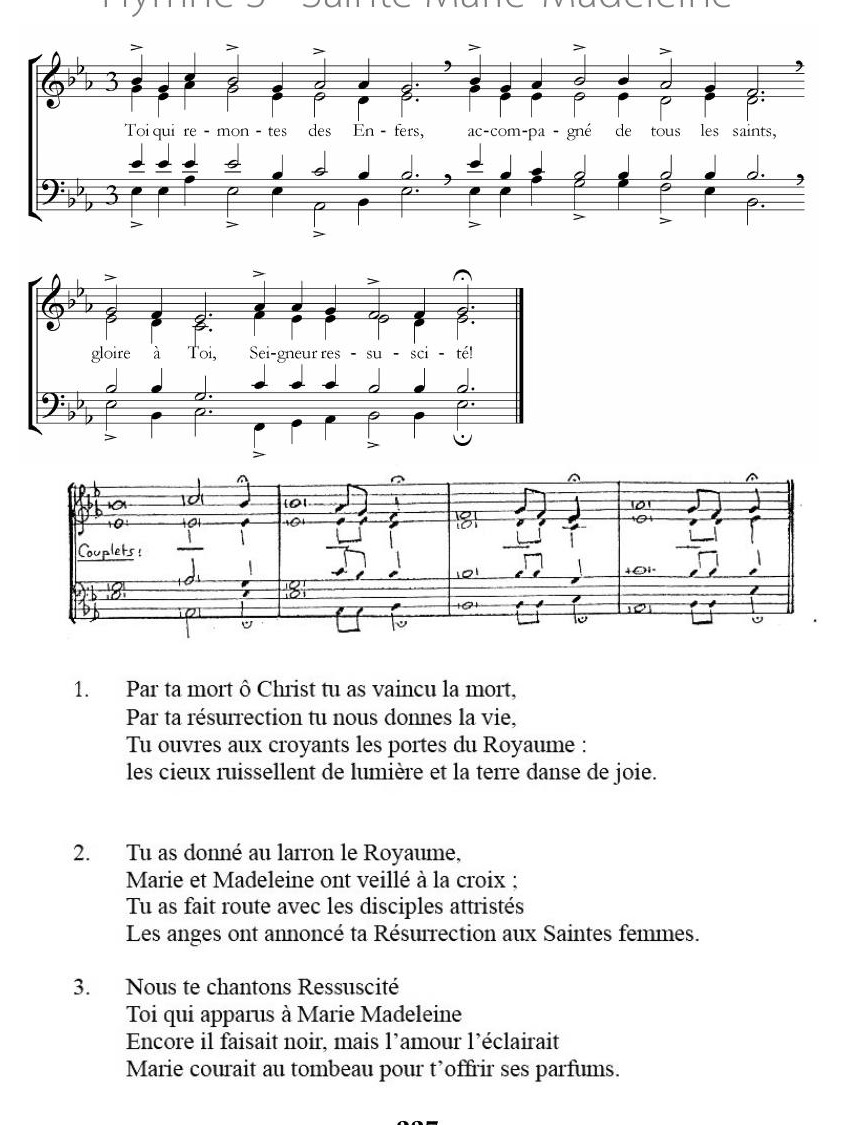 Hymne 3 - Sainte Marie-Madeleine
Toi qui re - mon - tes des En - fers, ac-com-pa - gné de tous les saints,
gloire à Toi, Sei-gneur res - su - sci - té!
Couplets :
1. Par ta mort ô Christ tu as vaincu la mort,
Par ta résurrection tu nous donnes la vie,
Tu ouvres aux croyants les portes du Royaume :
les cieux ruissellent de lumière et la terre danse de joie.
2. Tu as donné au larron le Royaume,
Marie et Madeleine ont veillé à la croix ;
Tu as fait route avec les disciples attristés
Les anges ont annoncé ta Résurrection aux Saintes femmes.
3. Nous te chantons Ressuscité
Toi qui apparus à Marie Madeleine
Encore il faisait noir, mais l’amour l’éclairait
Marie courait au tombeau pour t’offrir ses parfums.